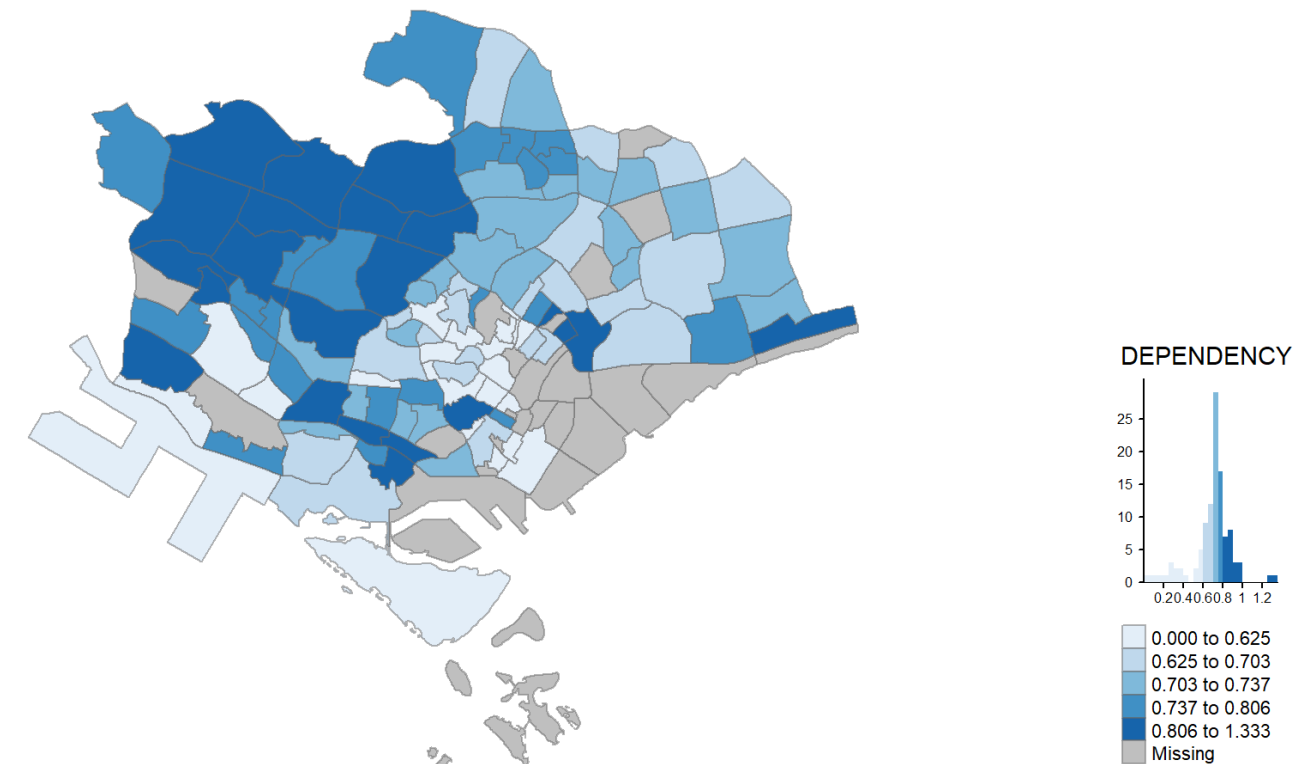 DEPENDENCY
25
20
15
10
5
0
0.20.40.60.8 1 1.2
0.000 to 0.625
0.625 to 0.703
0.703 to 0.737
0.737 to 0.806
0.806 to 1.333
Missing